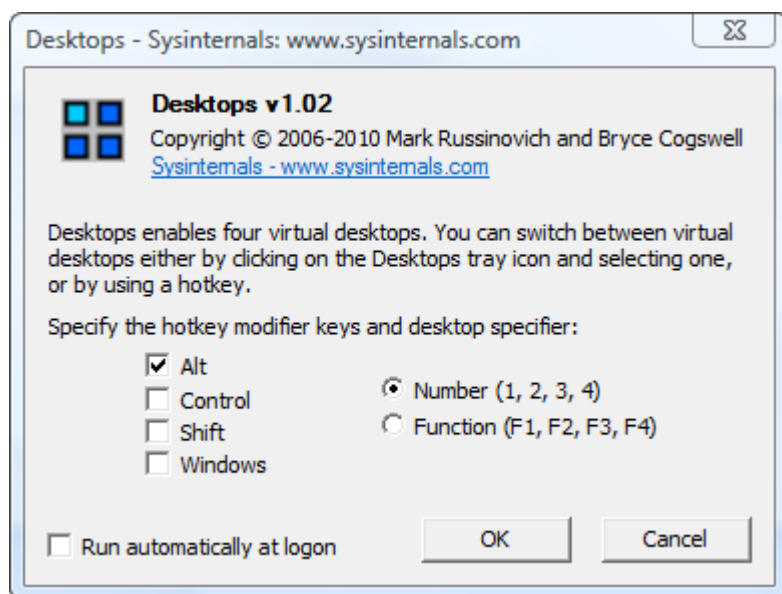 Desktops - Sysinternals: www.sysinternals.com
Desktops v1.02
Copyright © 2006-2010 Mark Russinovich and Bryce Cogswell
Sysinternals - www.sysinternals.com
Desktops enables four virtual desktops. You can switch between virtual
desktops either by clicking on the Desktops tray icon and selecting one,
or by using a hotkey.
Specify the hotkey modifier keys and desktop specifier:
Alt
Control
Shift
Windows
Number (1, 2, 3, 4)
Function (F1, F2, F3, F4)
Run automatically at logon
OK
Cancel